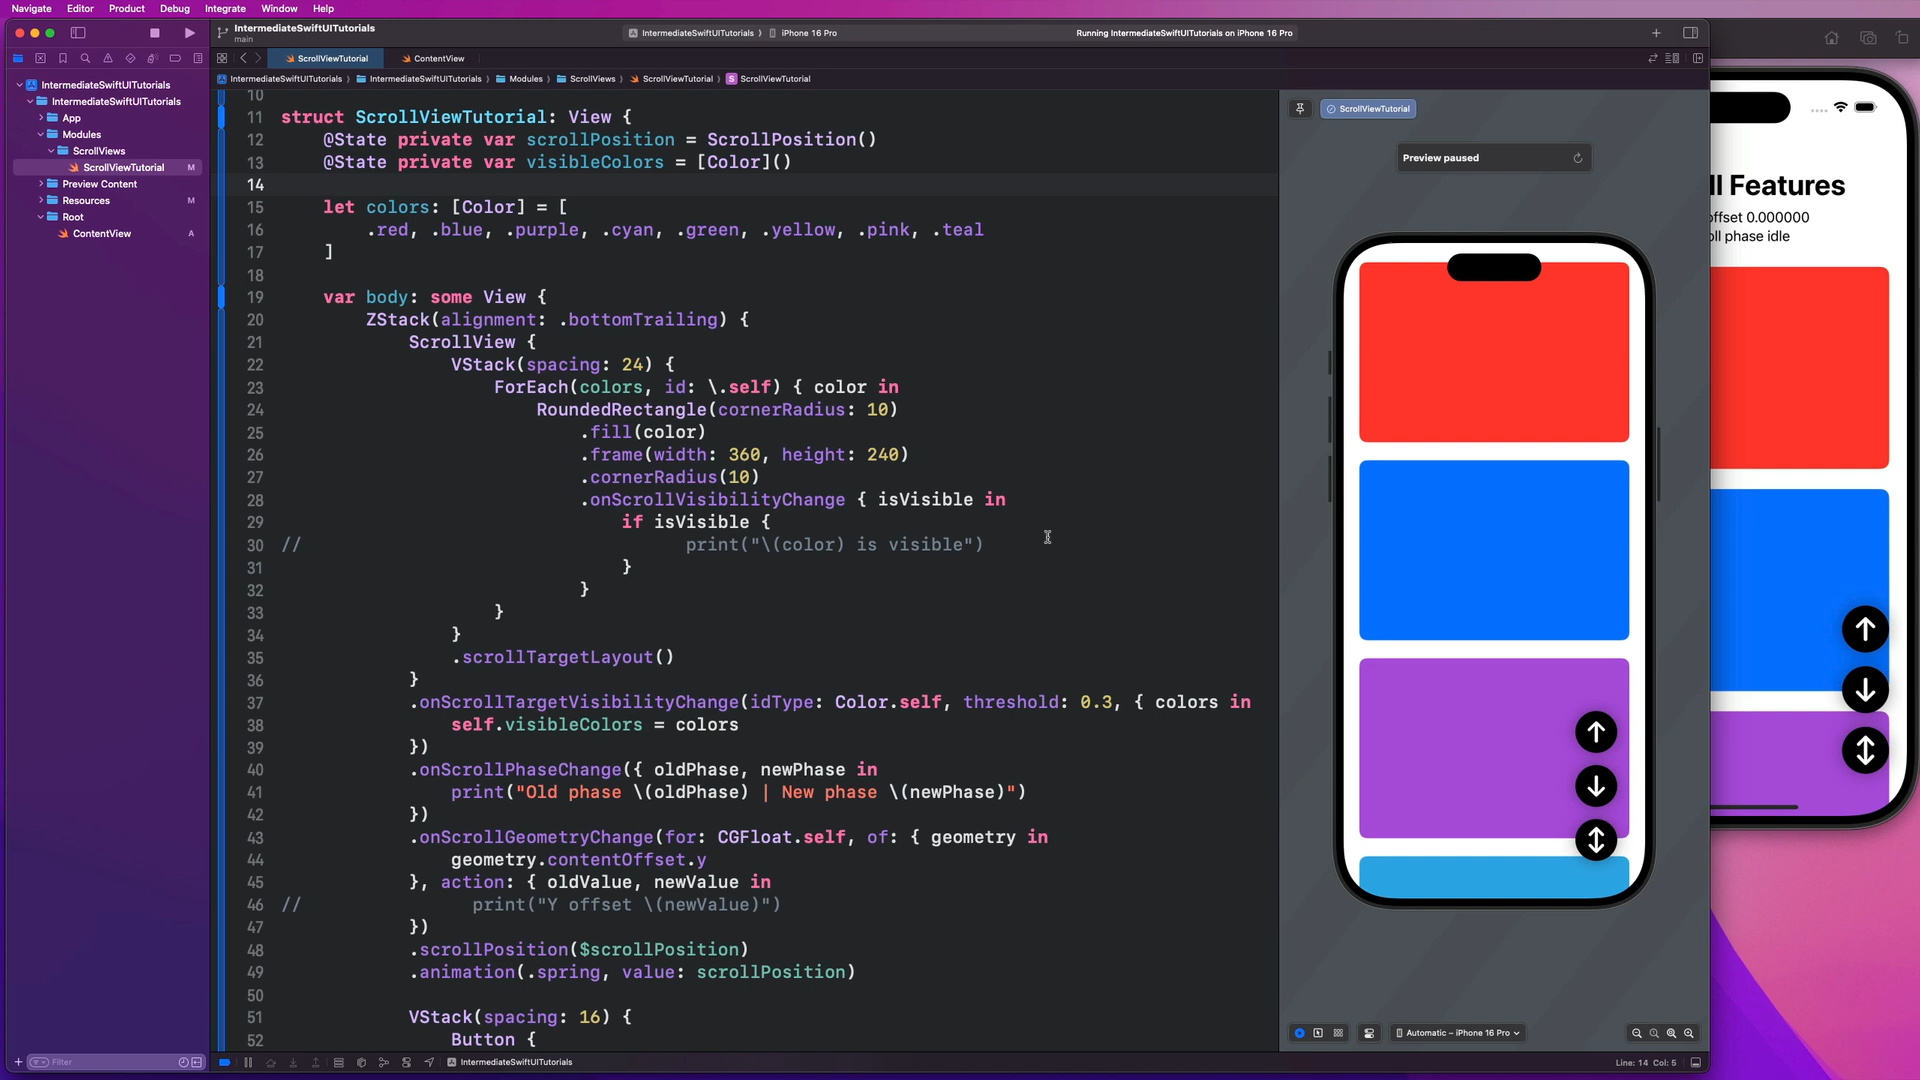 Navigate Editor Product Debug Integrate Window Help
IntermediateSwiftUITutorials
main
IntermediateSwiftUITutorials 〉 iPhone 16 Pro
Running IntermediateSwiftUITutorials on iPhone 16 Pro
ScrollViewTutorial
ContentView
IntermediateSwiftUITutorials 〉 IntermediateSwiftUITutorials 〉 Modules 〉 ScrollViews 〉 ScrollViewTutorial 〉 S ScrollViewTutorial
IntermediateSwiftUITutorials
IntermediateSwiftUITutorials
App
Modules
ScrollViews
ScrollViewTutorial M
Preview Content
Resources M
Root
ContentView A
Filter
10
11 struct ScrollViewTutorial: View {
12 @State private var scrollPosition = ScrollPosition()
13 @State private var visibleColors = [Color]()
14
15 let colors: [Color] = [
16 .red, .blue, .purple, .cyan, .green, .yellow, .pink, .teal
17 ]
18
19 var body: some View {
20 ZStack(alignment: .bottomTrailing) {
21 ScrollView {
22 VStack(spacing: 24) {
23 ForEach(colors, id: \.self) { color in
24 RoundedRectangle(cornerRadius: 10)
25 .fill(color)
26 .frame(width: 360, height: 240)
27 .cornerRadius(10)
28 .onScrollVisibilityChange { isVisible in
29 if isVisible {
30 // print("\(color) is visible")
31 }
32 }
33 }
34 }
35 .scrollTargetLayout()
36 }
37 .onScrollTargetVisibilityChange(idType: Color.self, threshold: 0.3, { colors in
38 self.visibleColors = colors
39 })
40 .onScrollPhaseChange({ oldPhase, newPhase in
41 print("Old phase \(oldPhase) | New phase \(newPhase)")
42 })
43 .onScrollGeometryChange(for: CGFloat.self, of: { geometry in
44 geometry.contentOffset.y
45 }, action: { oldValue, newValue in
46 // print("Y offset \(newValue)")
47 })
48 .scrollPosition($scrollPosition)
49 .animation(.spring, value: scrollPosition)
50
51 VStack(spacing: 16) {
52 Button {
IntermediateSwiftUITutorials
ScrollViewTutorial
Preview paused
Automatic – iPhone 16 Pro
Line: 14 Col: 5
ll Features
offset 0.000000
oll phase idle